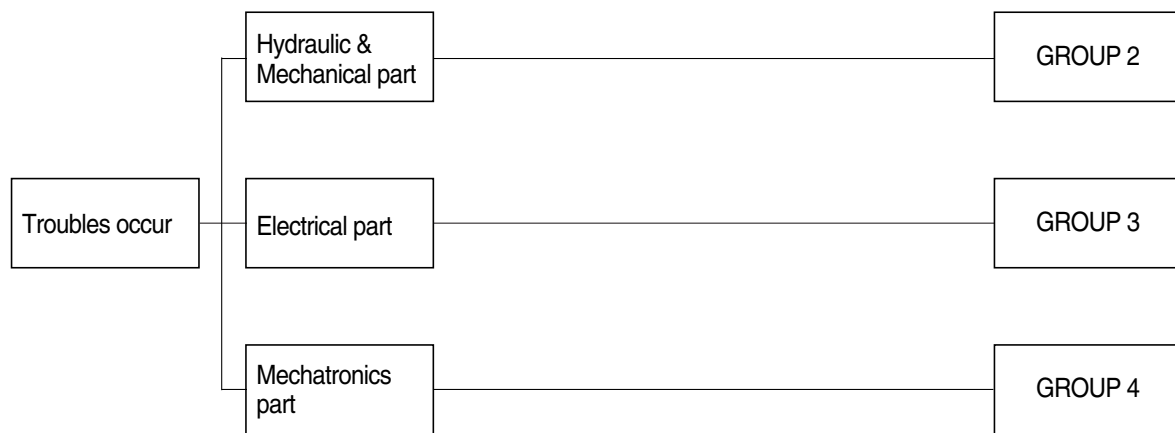 Hydraulic &
Mechanical part
GROUP 2
Troubles occur
Electrical part
GROUP 3
Mechatronics
part
GROUP 4